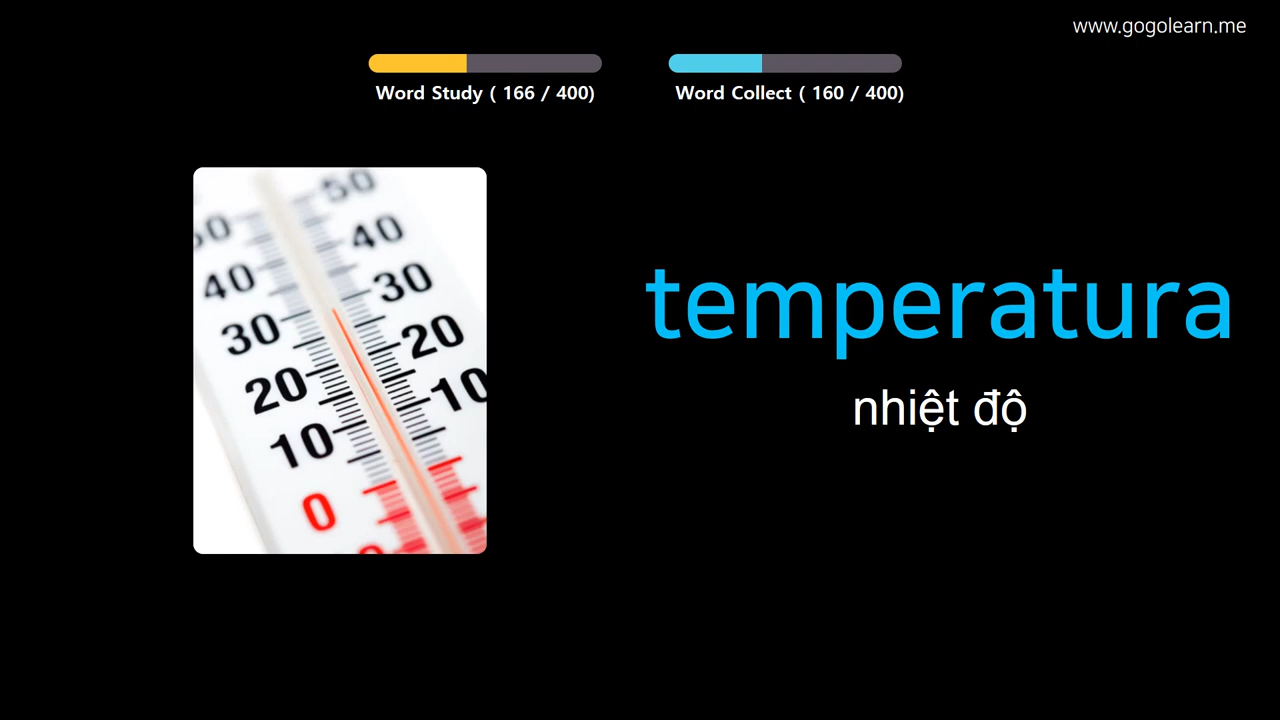 www.gogolearn.me
Word Study ( 166 / 400)
Word Collect ( 160 / 400)
50
40
30
20
10
40
30
20
10
0
temperatura
nhiệt độ